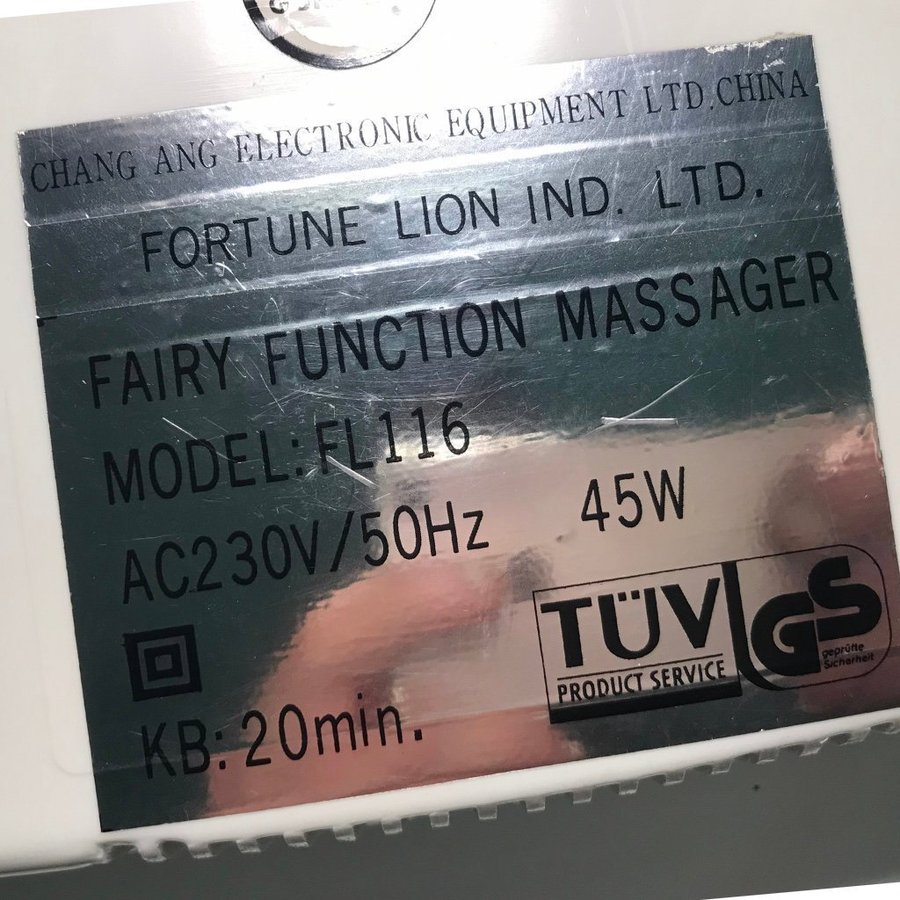 CHANG ANG ELECTRONIC EQUIPMENT LTD.CHINA
FORTUNE LION IND. LTD.
FAIRY FUNCTION MASSAGER
MODEL: FL116
AC230V/50Hz 45W
TÜV GS
geprüfte
Sicherheit
PRODUCT SERVICE
KB: 20min.